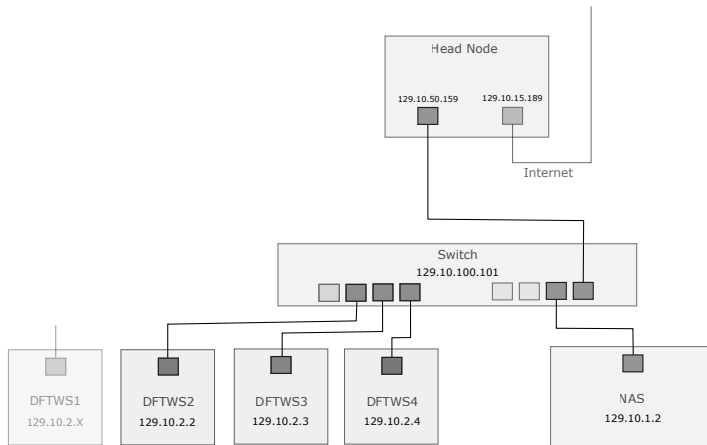 Head Node
129.10.50.159
129.10.15.189
Internet
Switch
129.10.100.101
DFTWS1
129.10.2.X
DFTWS2
129.10.2.2
DFTWS3
129.10.2.3
DFTWS4
129.10.2.4
NAS
129.10.1.2